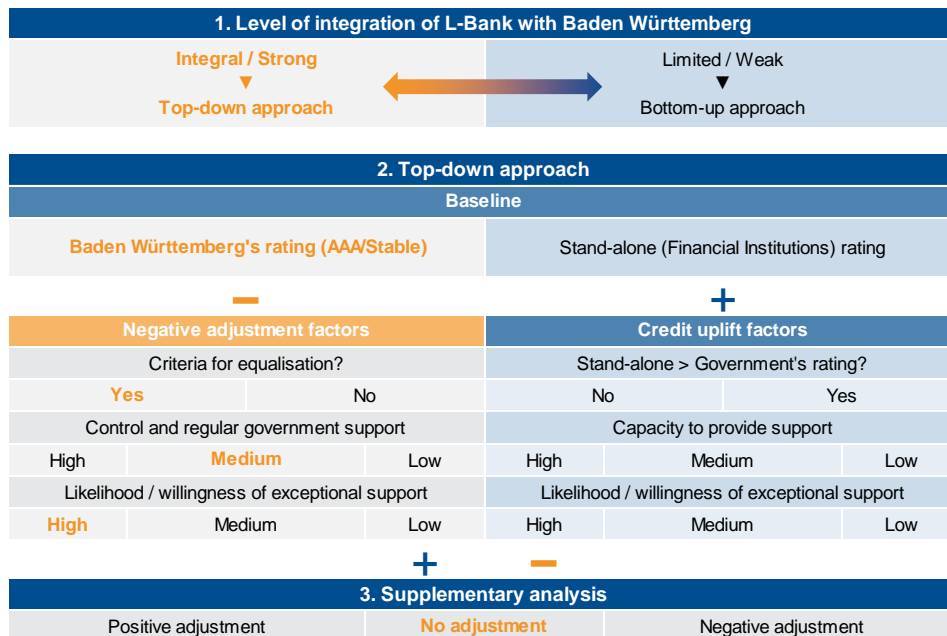 1. Level of integration of L-Bank with Baden Württemberg
Integral / Strong
Limited / Weak
▼
▼
Top-down approach
Bottom-up approach
2. Top-down approach
Baseline
Baden Württemberg's rating (AAA/Stable)
Stand-alone (Financial Institutions) rating
−
+
Negative adjustment factors
Credit uplift factors
Criteria for equalisation?
Stand-alone > Government's rating?
Yes
No
No
Yes
Control and regular government support
Capacity to provide support
High
Medium
Low
High
Medium
Low
Likelihood / willingness of exceptional support
Likelihood / willingness of exceptional support
High
Medium
Low
High
Medium
Low
+
−
3. Supplementary analysis
Positive adjustment
No adjustment
Negative adjustment